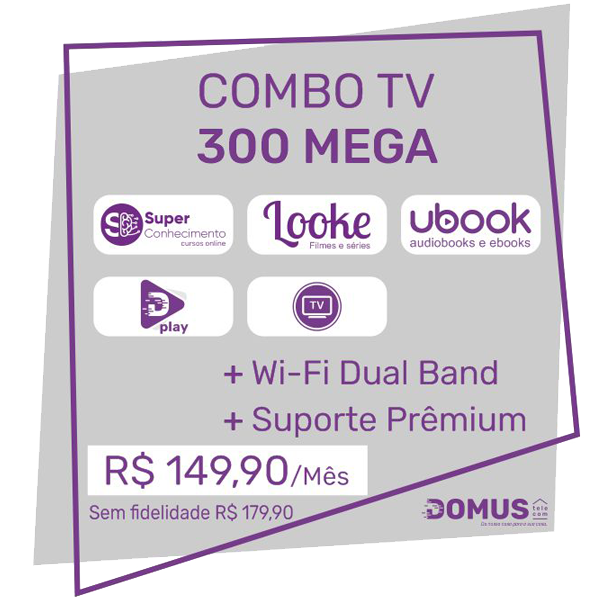 COMBO TV
300 MEGA
Super
Conhecimento
cursos online
Looke
Filmes e séries
ubook
audiobooks e ebooks
D play
TV
+ Wi-Fi Dual Band
+ Suporte Prêmium
R$ 149,90/Mês
Sem fidelidade R$ 179,90
DOMUS tele com